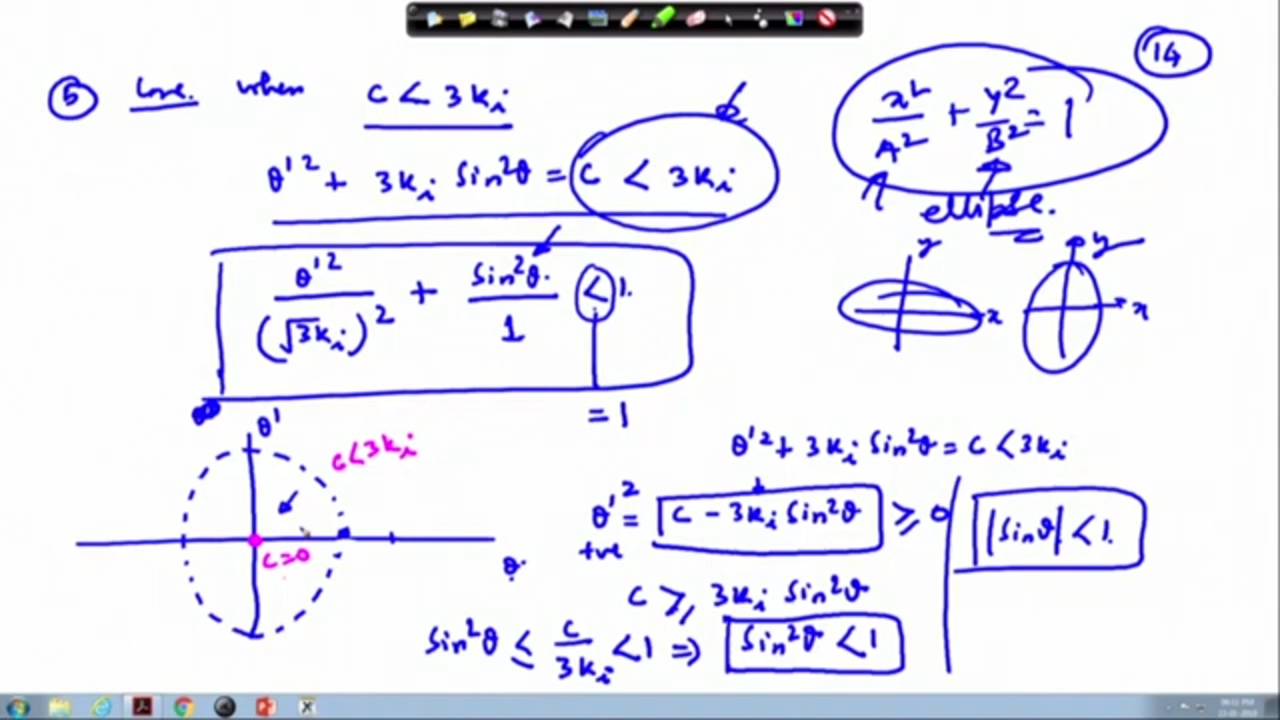 14
5 Case. when C < 3Ki
θ'² + 3Ki Sin²θ = C < 3Ki
x²/A² + y²/B² = 1
ellipse.
θ'²/(√3Ki)² + Sin²θ/1 < 1.
= 1
y
x
y
x
θ'
C<3Ki
C=0
θ
θ'² + 3Ki Sin²θ = C < 3Ki
θ'² = C - 3Ki Sin²θ ≥ 0
+ve
|Sinθ| < 1.
C ≥ 3Ki Sin²θ
Sin²θ ≤ C/3Ki < 1 ⇒ Sin²θ < 1